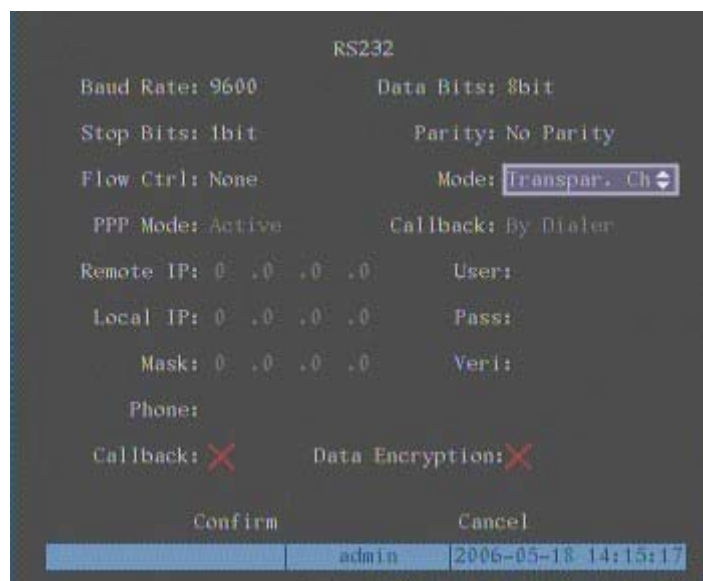 RS232
Baud Rate: 9600 Data Bits: 8bit
Stop Bits: 1bit Parity: No Parity
Flow Ctrl: None Mode: Transpar. Ch
PPP Mode: Active Callback: By Dialer
Remote IP: 0 .0 .0 .0 User:
Local IP: 0 .0 .0 .0 Pass:
Mask: 0 .0 .0 .0 Veri:
Phone:
Callback: Data Encryption:
Confirm Cancel
admin 2006-05-18 14:15:17